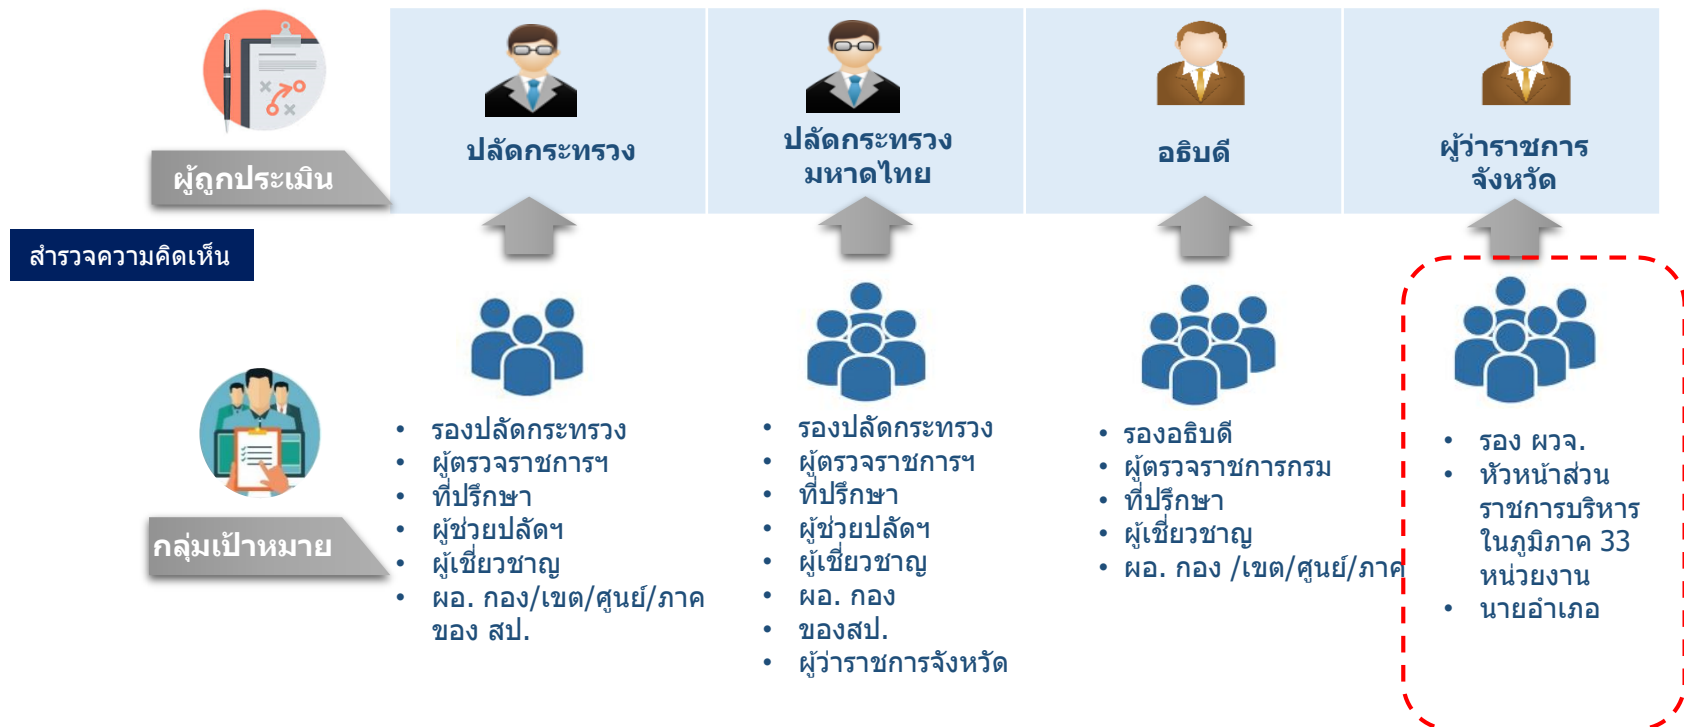 ผู้ถูกประเมิน
ปลัดกระทรวง
ปลัดกระทรวง
มหาดไทย
อธิบดี
ผู้ว่าราชการ
จังหวัด
สำรวจความคิดเห็น
กลุ่มเป้าหมาย
• รองปลัดกระทรวง
• ผู้ตรวจราชการฯ
• ที่ปรึกษา
• ผู้ช่วยปลัดฯ
• ผู้เชี่ยวชาญ
• ผอ. กอง/เขต/ศูนย์/ภาค
ของ สป.
• รองปลัดกระทรวง
• ผู้ตรวจราชการฯ
• ที่ปรึกษา
• ผู้ช่วยปลัดฯ
• ผู้เชี่ยวชาญ
• ผอ. กอง
• ของสป.
• ผู้ว่าราชการจังหวัด
• รองอธิบดี
• ผู้ตรวจราชการกรม
• ที่ปรึกษา
• ผู้เชี่ยวชาญ
• ผอ. กอง /เขต/ศูนย์/ภาค
• รอง ผวจ.
• หัวหน้าส่วน
ราชการบริหาร
ในภูมิภาค 33
หน่วยงาน
• นายอำเภอ